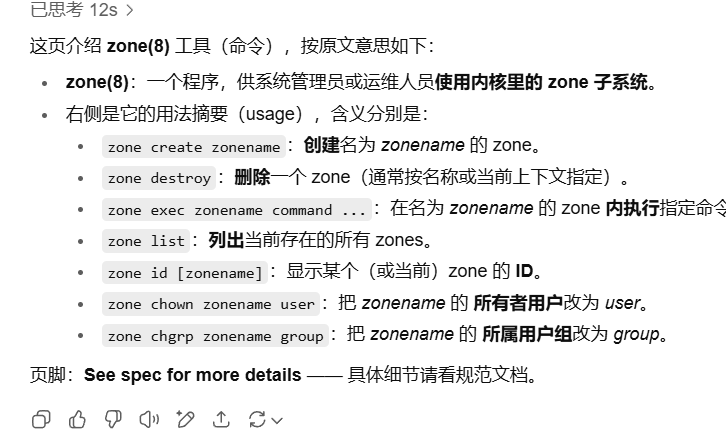 已思考 12s >
这页介绍 zone(8) 工具（命令），按原文意思如下：
• zone(8)：一个程序，供系统管理员或运维人员使用内核里的 zone 子系统。
• 右侧是它的用法摘要（usage），含义分别是：
• zone create zonename：创建名为 zonename 的 zone。
• zone destroy：删除一个 zone（通常按名称或当前上下文指定）。
• zone exec zonename command ...：在名为 zonename 的 zone 内执行指定命令
• zone list：列出当前存在的所有 zones。
• zone id [zonename]：显示某个（或当前）zone 的 ID。
• zone chown zonename user：把 zonename 的 所有者用户改为 user。
• zone chgrp zonename group：把 zonename 的 所属用户组改为 group。
页脚：See spec for more details —— 具体细节请看规范文档。